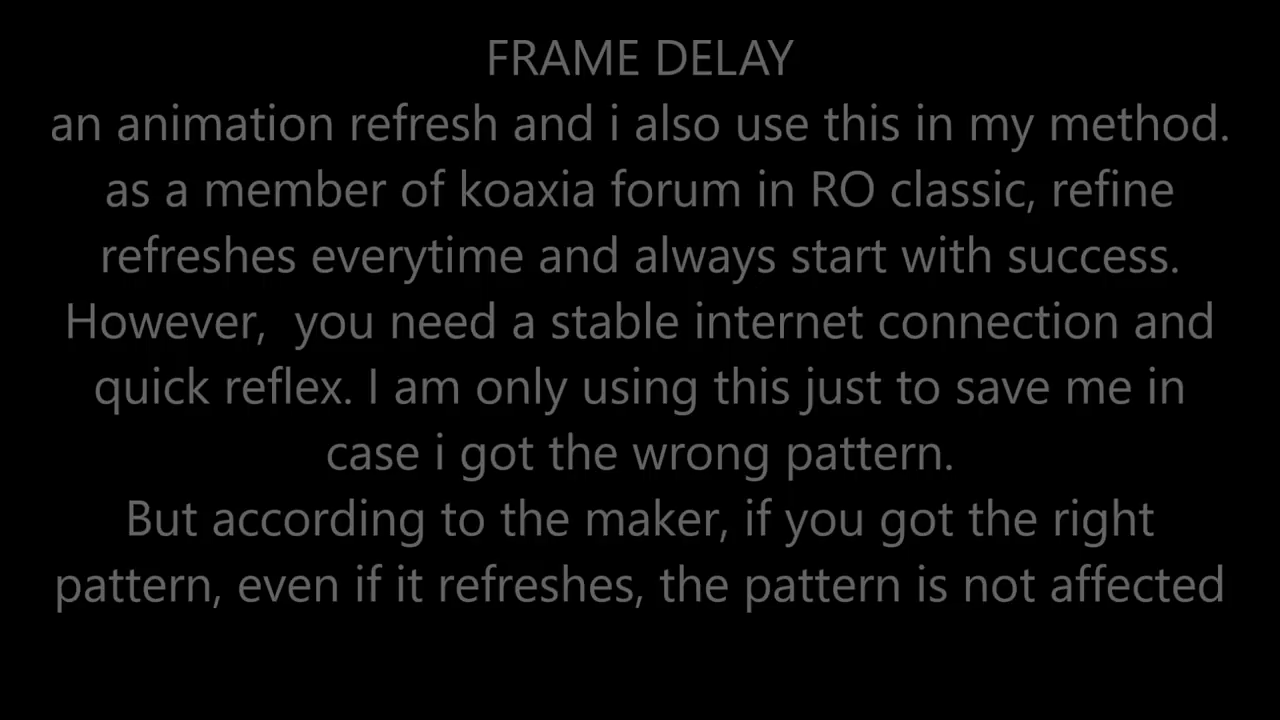 FRAME DELAY
an animation refresh and i also use this in my method.
as a member of koaxia forum in RO classic, refine
refreshes everytime and always start with success.
However,  you need a stable internet connection and
quick reflex. I am only using this just to save me in
case i got the wrong pattern.
But according to the maker, if you got the right
pattern, even if it refreshes, the pattern is not affected